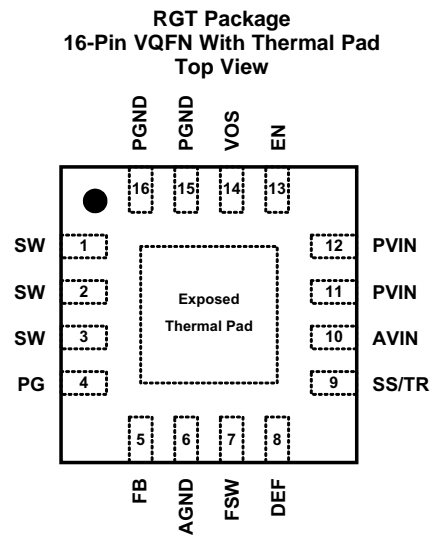 RGT Package
16-Pin VQFN With Thermal Pad
Top View
PGND
PGND
VOS
EN
16
15
14
13
SW
1
12
PVIN
SW
2
Exposed
11
PVIN
SW
3
Thermal Pad
10
AVIN
PG
4
9
SS/TR
5
6
7
8
FB
AGND
FSW
DEF